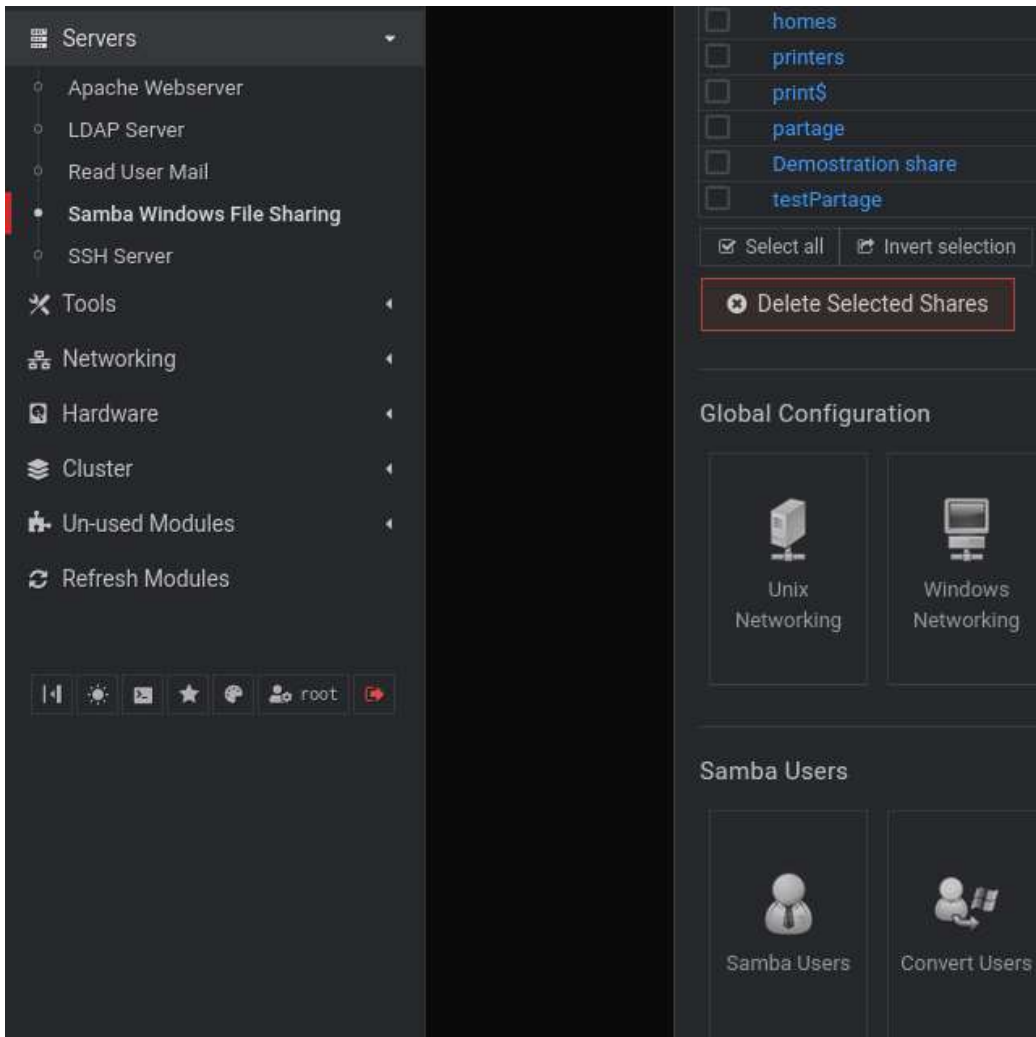 Servers
Apache Webserver
LDAP Server
Read User Mail
Samba Windows File Sharing
SSH Server
Tools
Networking
Hardware
Cluster
Un-used Modules
Refresh Modules
root
homes
printers
print$
partage
Demostration share
testPartage
Select all Invert selection
Delete Selected Shares
Global Configuration
Unix
Networking
Windows
Networking
Samba Users
Samba Users
Convert Users